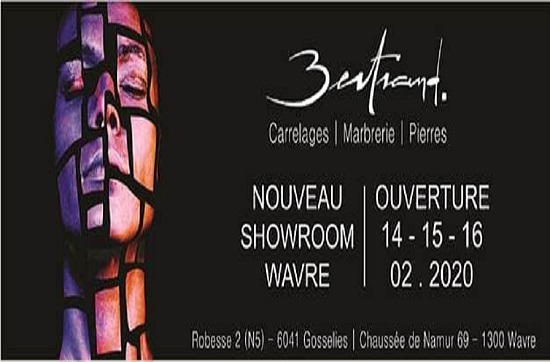 Bertrand.
Carrelages | Marbrerie | Pierres
NOUVEAU
SHOWROOM
WAVRE
OUVERTURE
14 - 15 - 16
02 . 2020
Robesse 2 (N5) – 6041 Gosselies | Chaussée de Namur 69 – 1300 Wavre